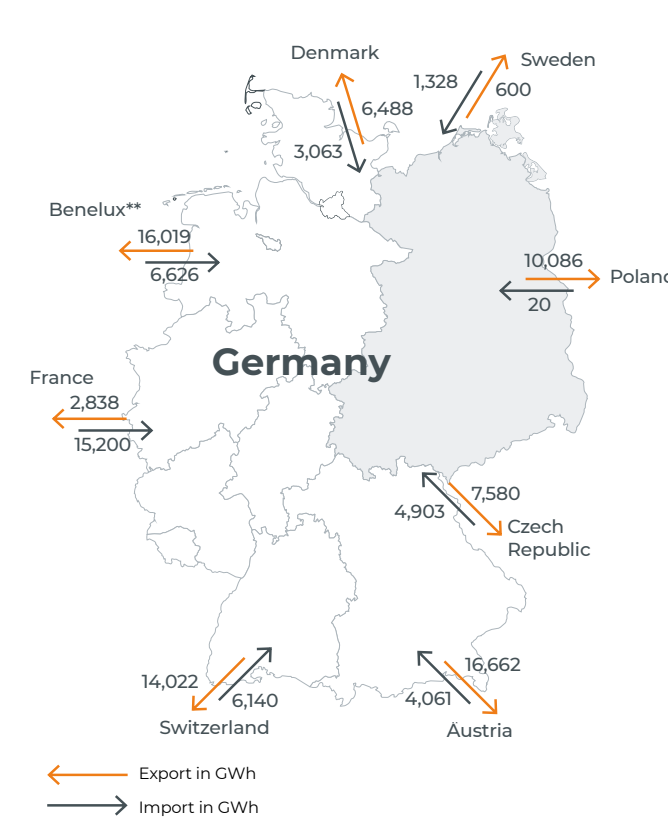 Denmark
6,488
3,063
Sweden
1,328
600
Benelux**
16,019
6,626
10,086
Poland
20
Germany
France
2,838
15,200
7,580
4,903
Czech
Republic
14,022
6,140
Switzerland
16,662
4,061
Austria
Export in GWh
Import in GWh